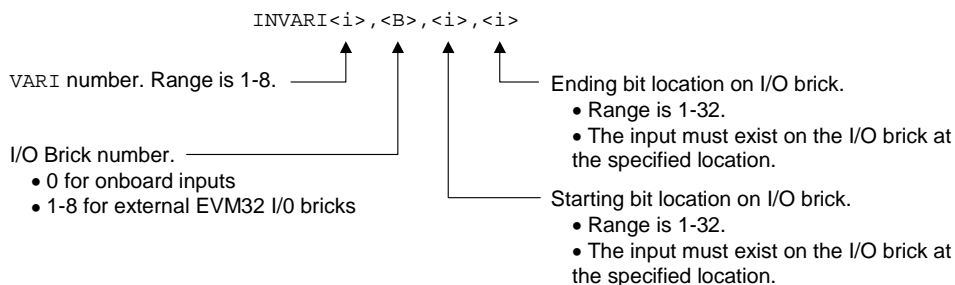 INVARI<i>,<B>,<i>,<i>
VARI number. Range is 1-8.
I/O Brick number.
• 0 for onboard inputs
• 1-8 for external EVM32 I/0 bricks
Ending bit location on I/O brick.
• Range is 1-32.
• The input must exist on the I/O brick at
the specified location.
Starting bit location on I/O brick.
• Range is 1-32.
• The input must exist on the I/O brick at
the specified location.